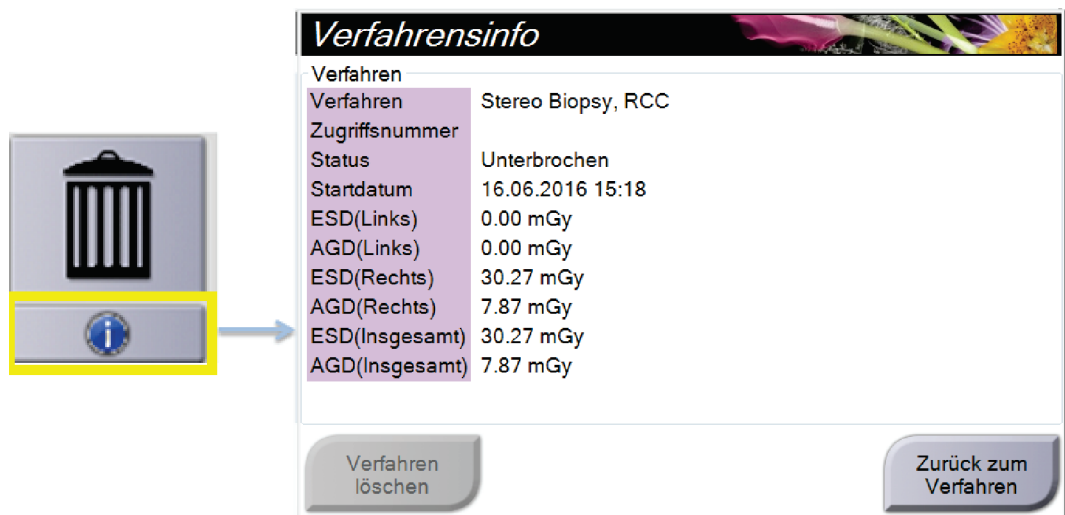 Verfahrensinfo
Verfahren
Verfahren Stereo Biopsy, RCC
Zugriffsnummer
Status Unterbrochen
Startdatum 16.06.2016 15:18
ESD(Links) 0.00 mGy
AGD(Links) 0.00 mGy
ESD(Rechts) 30.27 mGy
AGD(Rechts) 7.87 mGy
ESD(Insgesamt) 30.27 mGy
AGD(Insgesamt) 7.87 mGy
Verfahren
löschen
Zurück zum
Verfahren